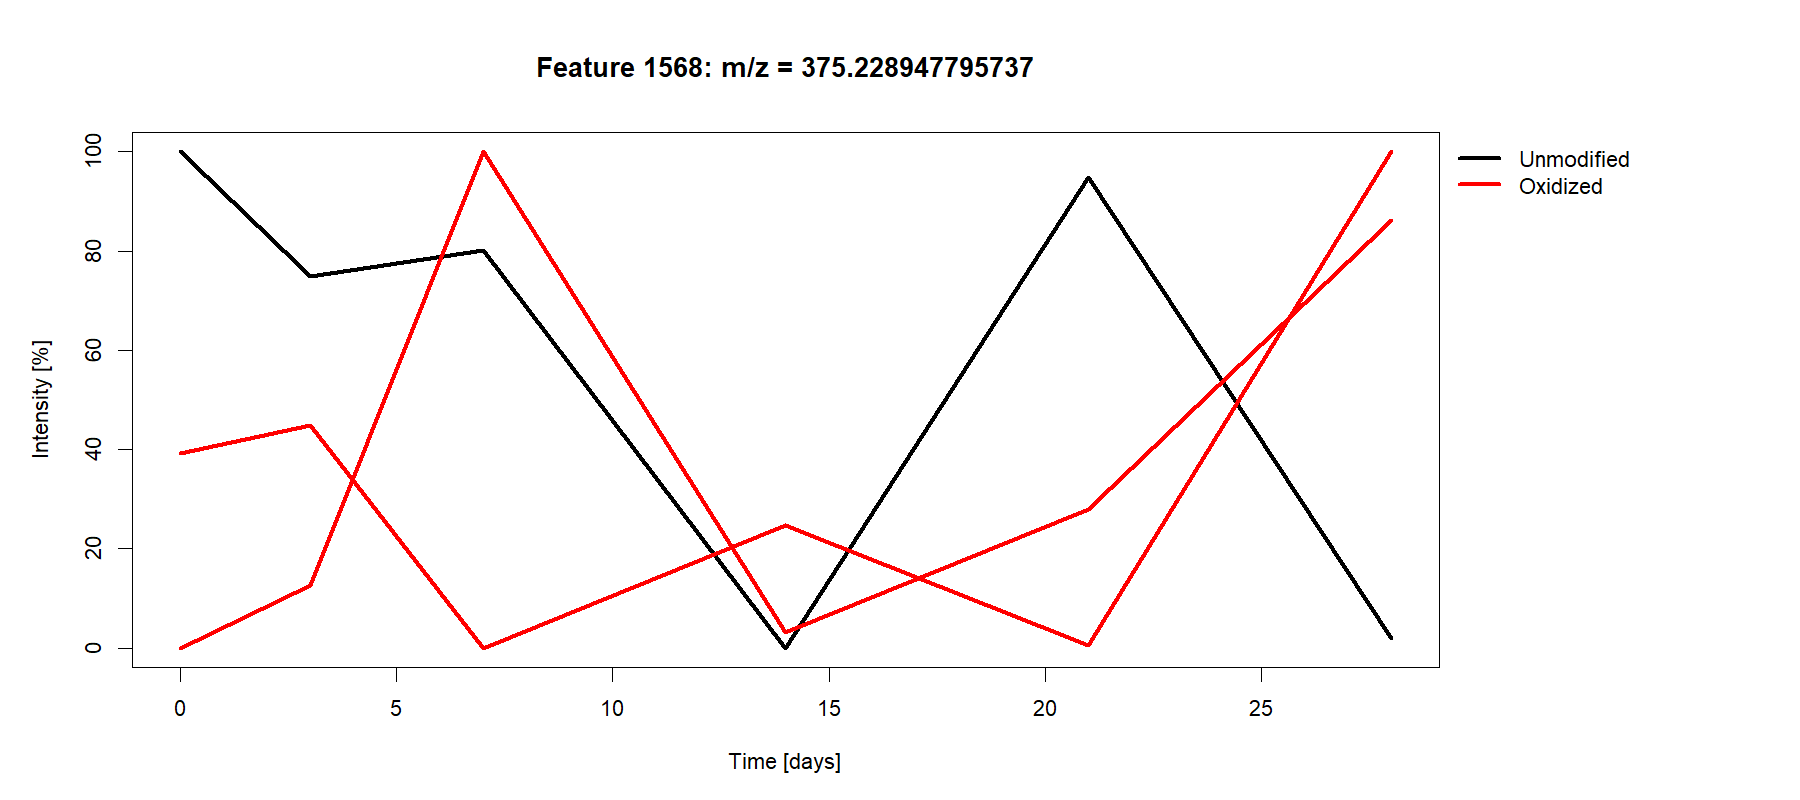 Feature 1568: m/z = 375.228947795737
Unmodified
Oxidized
Intensity [%]
100
80
60
40
20
0
0 5 10 15 20 25
Time [days]